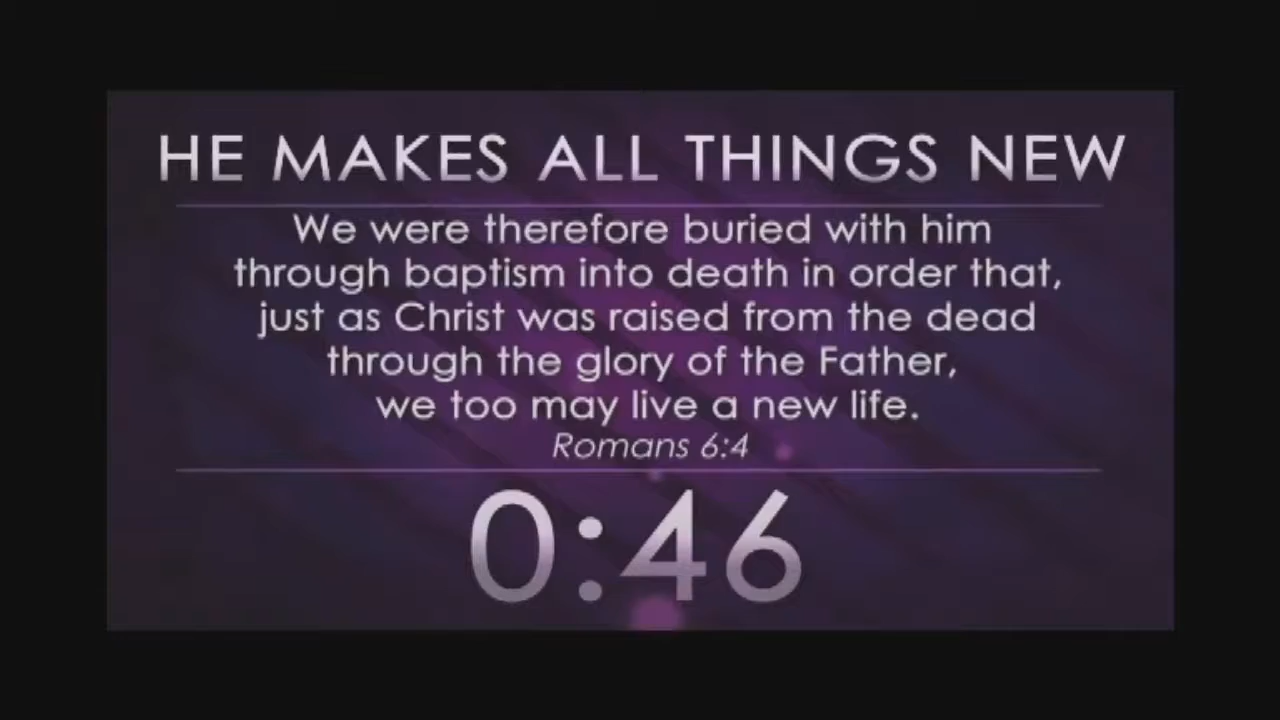 HE MAKES ALL THINGS NEW
We were therefore buried with him
through baptism into death in order that,
just as Christ was raised from the dead
through the glory of the Father,
we too may live a new life.
Romans 6:4
0:46